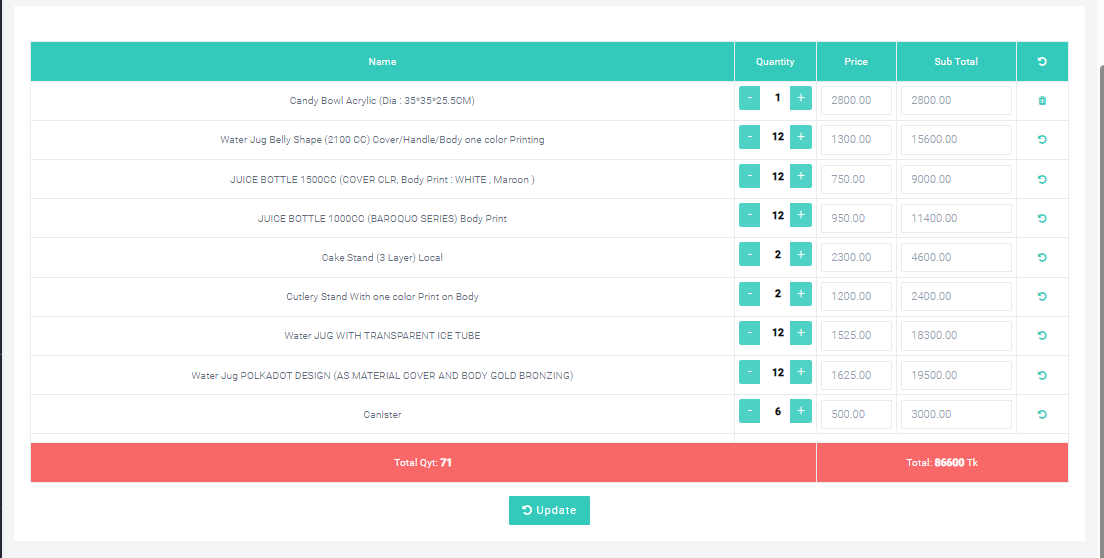 Name Quantity Price Sub Total
Candy Bowl Acrylic (Dia : 35*35*25.5CM) - 1 + 2800.00 2800.00
Water Jug Belly Shape (2100 CC) Cover/Handle/Body one color Printing - 12 + 1300.00 15600.00
JUICE BOTTLE 1500CC (COVER CLR, Body Print : WHITE , Maroon ) - 12 + 750.00 9000.00
JUICE BOTTLE 1000CC (BAROQUO SERIES) Body Print - 12 + 950.00 11400.00
Cake Stand (3 Layer) Local - 2 + 2300.00 4600.00
Cutlery Stand With one color Print on Body - 2 + 1200.00 2400.00
Water JUG WITH TRANSPARENT ICE TUBE - 12 + 1525.00 18300.00
Water Jug POLKADOT DESIGN (AS MATERIAL COVER AND BODY GOLD BRONZING) - 12 + 1625.00 19500.00
Canister - 6 + 500.00 3000.00
Total Qyt: 71 Total: 86600 Tk
Update